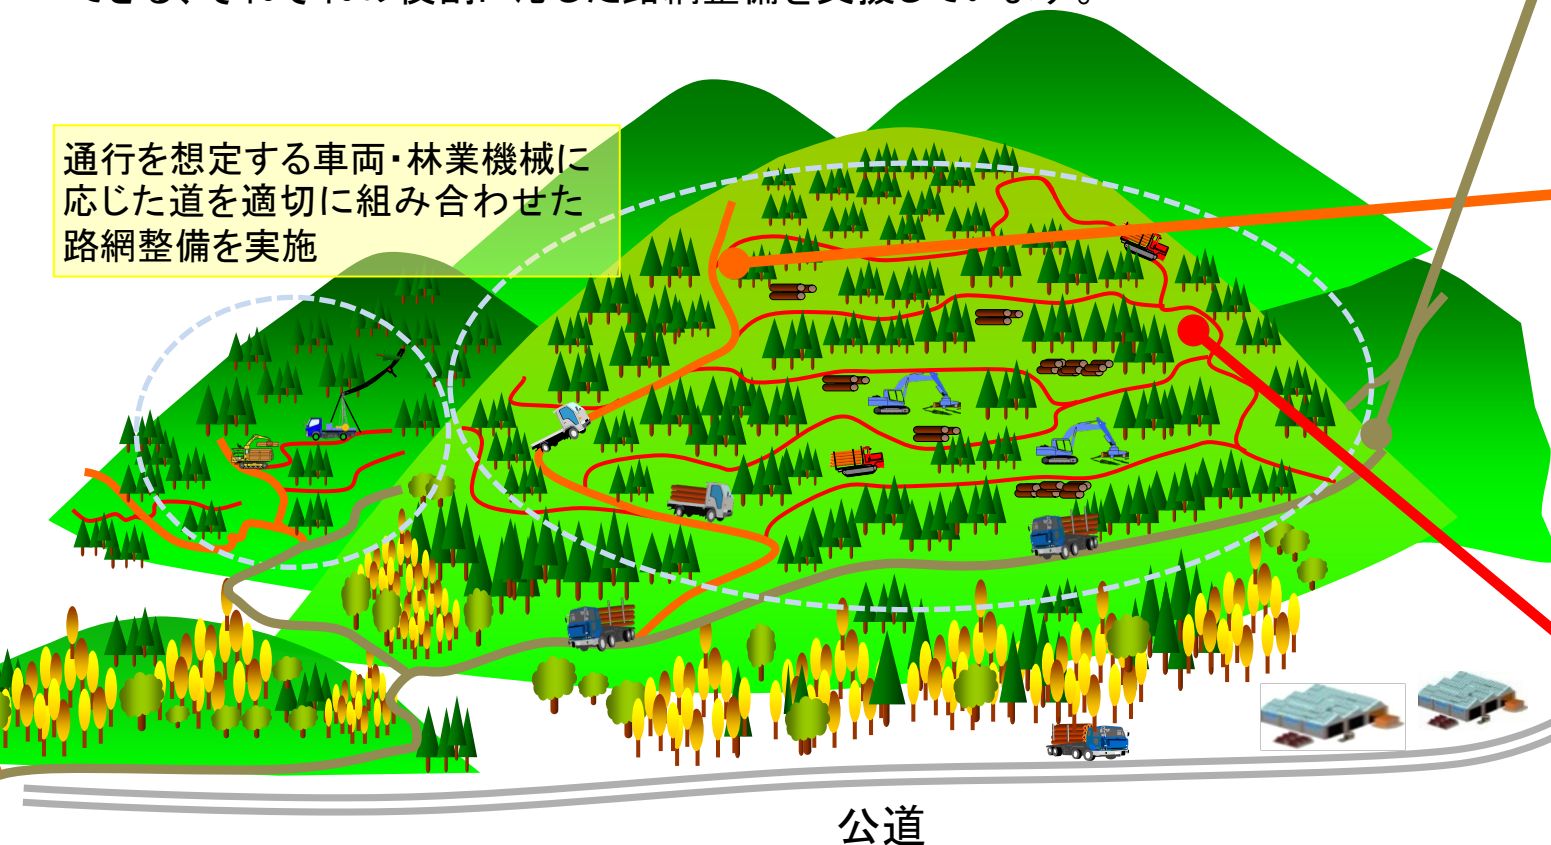 通行を想定する車両・林業機械に
応じた道を適切に組み合わせた
路網整備を実施
公道